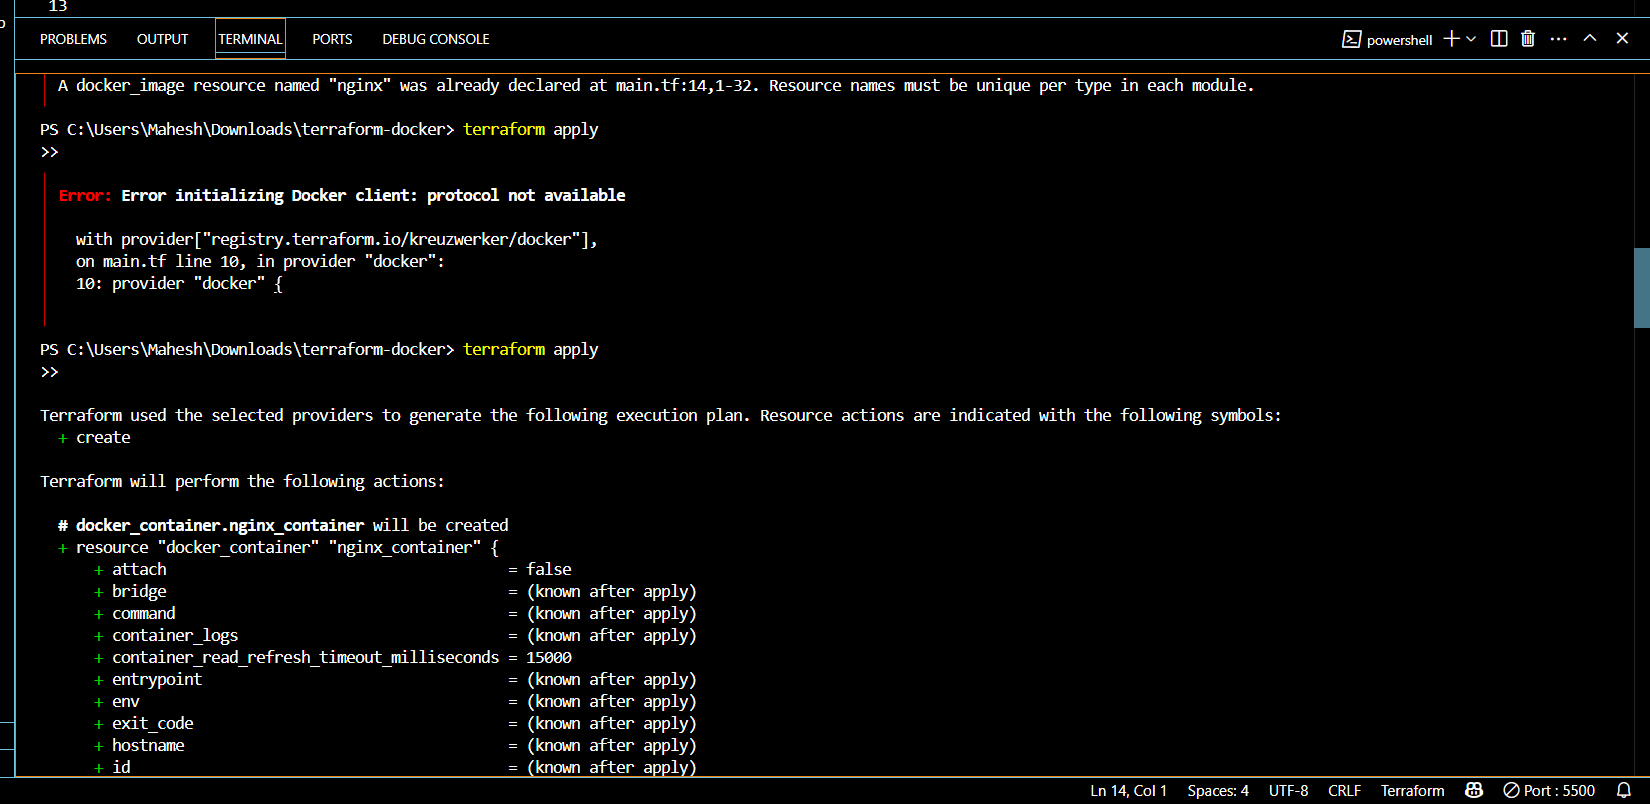 13
PROBLEMS OUTPUT TERMINAL PORTS DEBUG CONSOLE powershell
A docker_image resource named "nginx" was already declared at main.tf:14,1-32. Resource names must be unique per type in each module.
PS C:\Users\Mahesh\Downloads\terraform-docker> terraform apply
>>
Error: Error initializing Docker client: protocol not available
with provider["registry.terraform.io/kreuzwerker/docker"],
on main.tf line 10, in provider "docker":
10: provider "docker" {
PS C:\Users\Mahesh\Downloads\terraform-docker> terraform apply
>>
Terraform used the selected providers to generate the following execution plan. Resource actions are indicated with the following symbols:
+ create
Terraform will perform the following actions:
# docker_container.nginx_container will be created
+ resource "docker_container" "nginx_container" {
+ attach = false
+ bridge = (known after apply)
+ command = (known after apply)
+ container_logs = (known after apply)
+ container_read_refresh_timeout_milliseconds = 15000
+ entrypoint = (known after apply)
+ env = (known after apply)
+ exit_code = (known after apply)
+ hostname = (known after apply)
+ id = (known after apply)
Ln 14, Col 1 Spaces: 4 UTF-8 CRLF Terraform Port : 5500